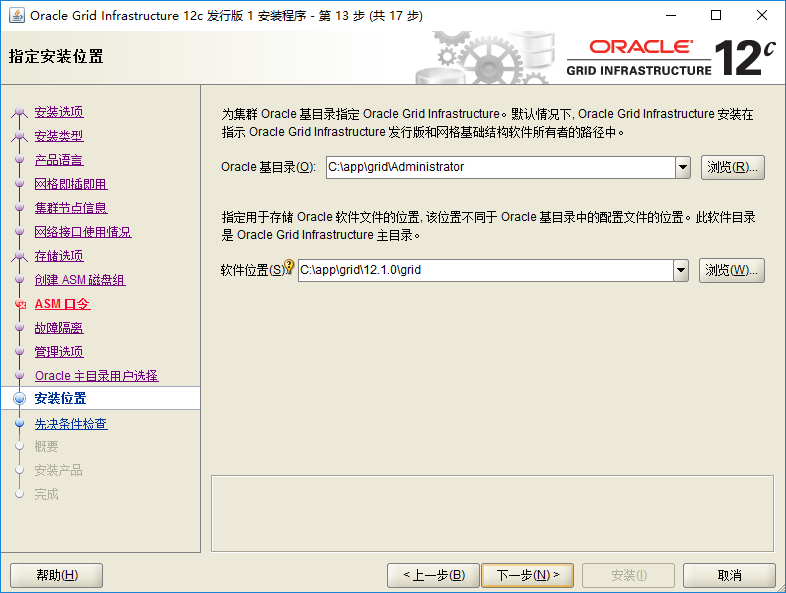 Oracle Grid Infrastructure 12c 发行版 1 安装程序 - 第 13 步 (共 17 步)
指定安装位置
ORACLE
GRID INFRASTRUCTURE 12c
安装选项
安装类型
产品语言
网格即插即用
集群节点信息
网络接口使用情况
存储选项
创建 ASM 磁盘组
ASM 口令
故障隔离
管理选项
Oracle 主目录用户选择
安装位置
先决条件检查
概要
安装产品
完成
为集群 Oracle 基目录指定 Oracle Grid Infrastructure。默认情况下, Oracle Grid Infrastructure 安装在
指示 Oracle Grid Infrastructure 发行版和网格基础结构软件所有者的路径中。
Oracle 基目录(O): C:\app\grid\Administrator 浏览(R)...
指定用于存储 Oracle 软件文件的位置, 该位置不同于 Oracle 基目录中的配置文件的位置。此软件目录
是 Oracle Grid Infrastructure 主目录。
软件位置(S) C:\app\grid\12.1.0\grid 浏览(W)...
帮助(H) < 上一步(B) 下一步(N) > 安装(I) 取消